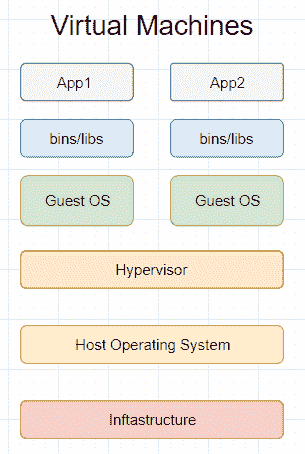 Virtual Machines
App1 App2
bins/libs bins/libs
Guest OS Guest OS
Hypervisor
Host Operating System
Inftastructure